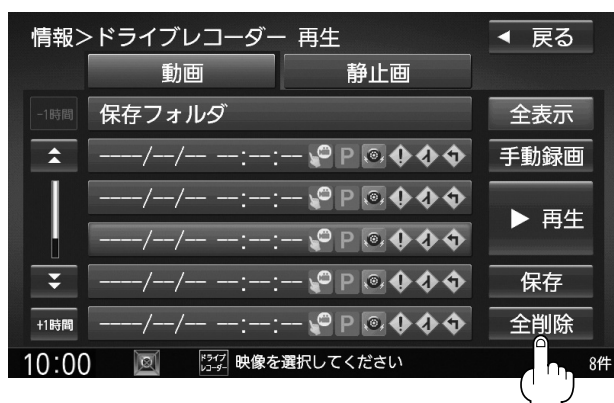 情報>ドライブレコーダー 再生
◀ 戻る
動画
静止画
-1時間
保存フォルダ
全表示
----/--/-- --:--:-- P
手動録画
----/--/-- --:--:-- P
▶ 再生
----/--/-- --:--:-- P
----/--/-- --:--:-- P
保存
+1時間
----/--/-- --:--:-- P
全削除
10:00
ドライブレコーダー 映像を選択してください
8件